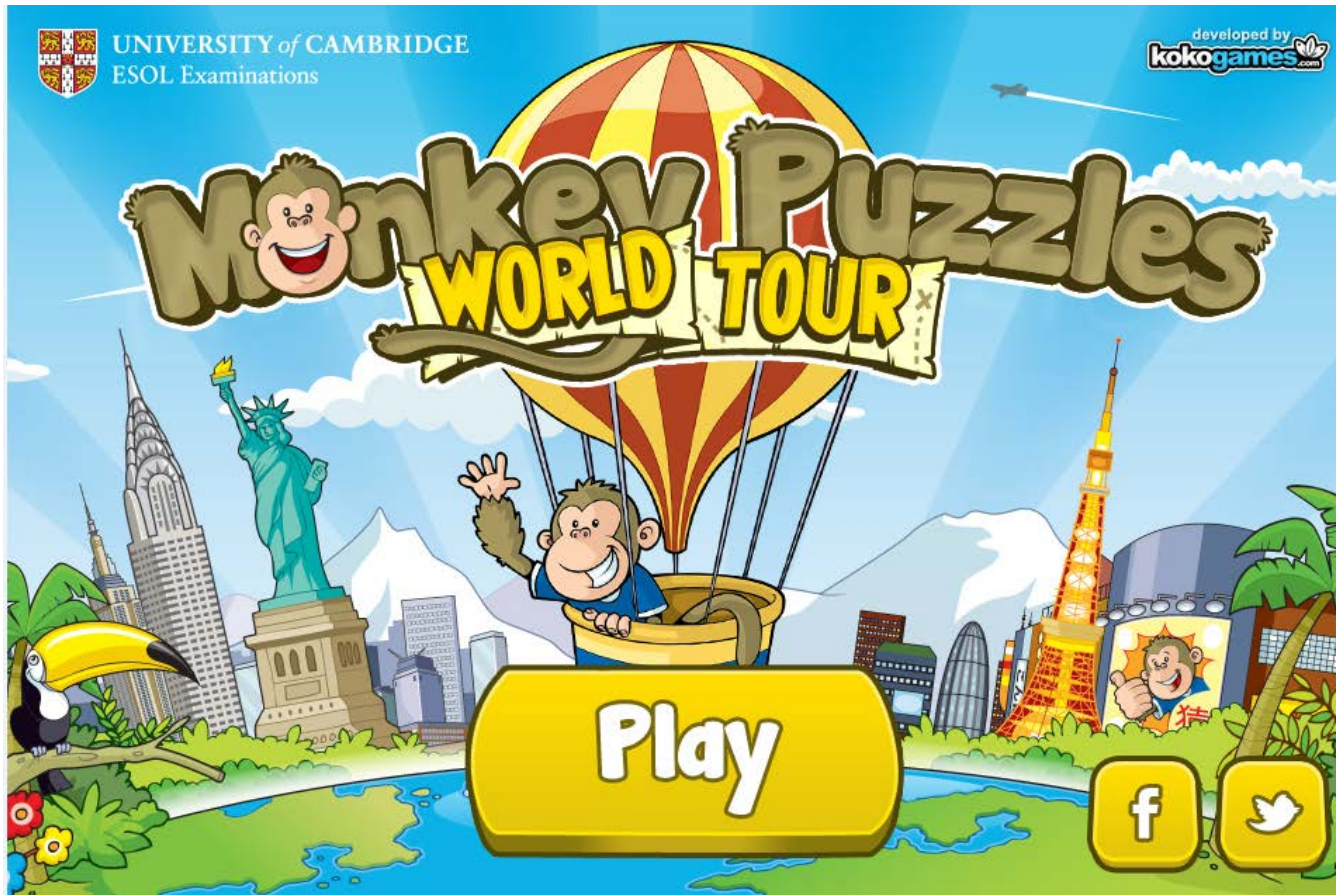 UNIVERSITY of CAMBRIDGE
ESOL Examinations
developed by
kokogames.com
Monkey Puzzles
WORLD TOUR
Play
f